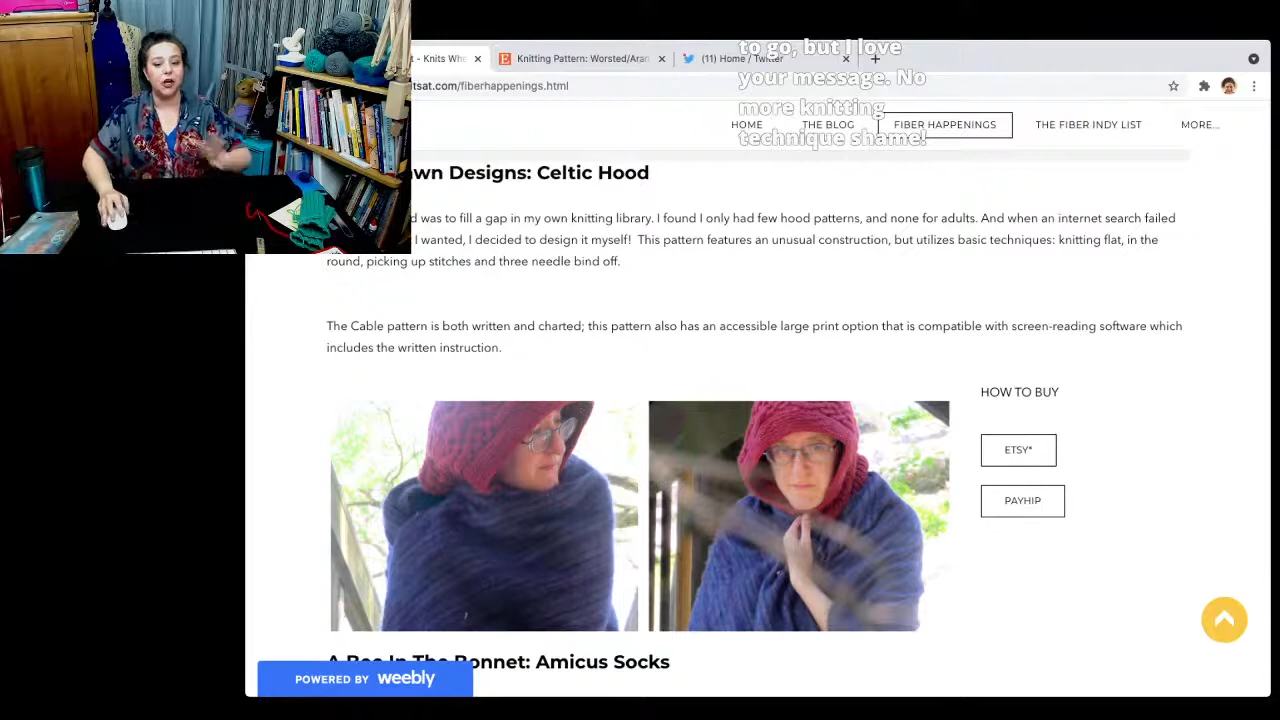 t - Knits Whe
Knitting Pattern: Worsted/Aran
(11) Home / Twitter
itsat.com/fiberhappenings.html
to go, but I love
your message. No
more knitting
technique shame!
HOME
THE BLOG
FIBER HAPPENINGS
THE FIBER INDY LIST
MORE...
wn Designs: Celtic Hood
d was to fill a gap in my own knitting library. I found I only had few hood patterns, and none for adults. And when an internet search failed
I wanted, I decided to design it myself! This pattern features an unusual construction, but utilizes basic techniques: knitting flat, in the
round, picking up stitches and three needle bind off.
The Cable pattern is both written and charted; this pattern also has an accessible large print option that is compatible with screen-reading software which
includes the written instruction.
HOW TO BUY
ETSY*
PAYHIP
A Bee In The Bonnet: Amicus Socks
POWERED BY weebly